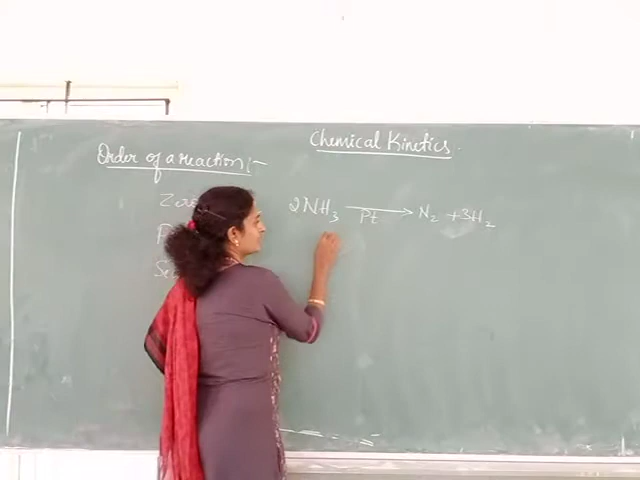 Chemical Kinetics
Order of a reaction:-
2NH₃ ⟶ N₂ + 3H₂
Pt